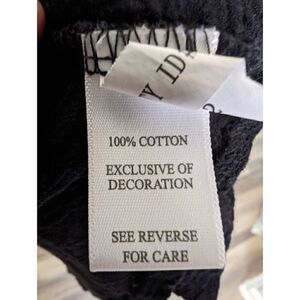 100% COTTON
EXCLUSIVE OF
DECORATION
SEE REVERSE
FOR CARE